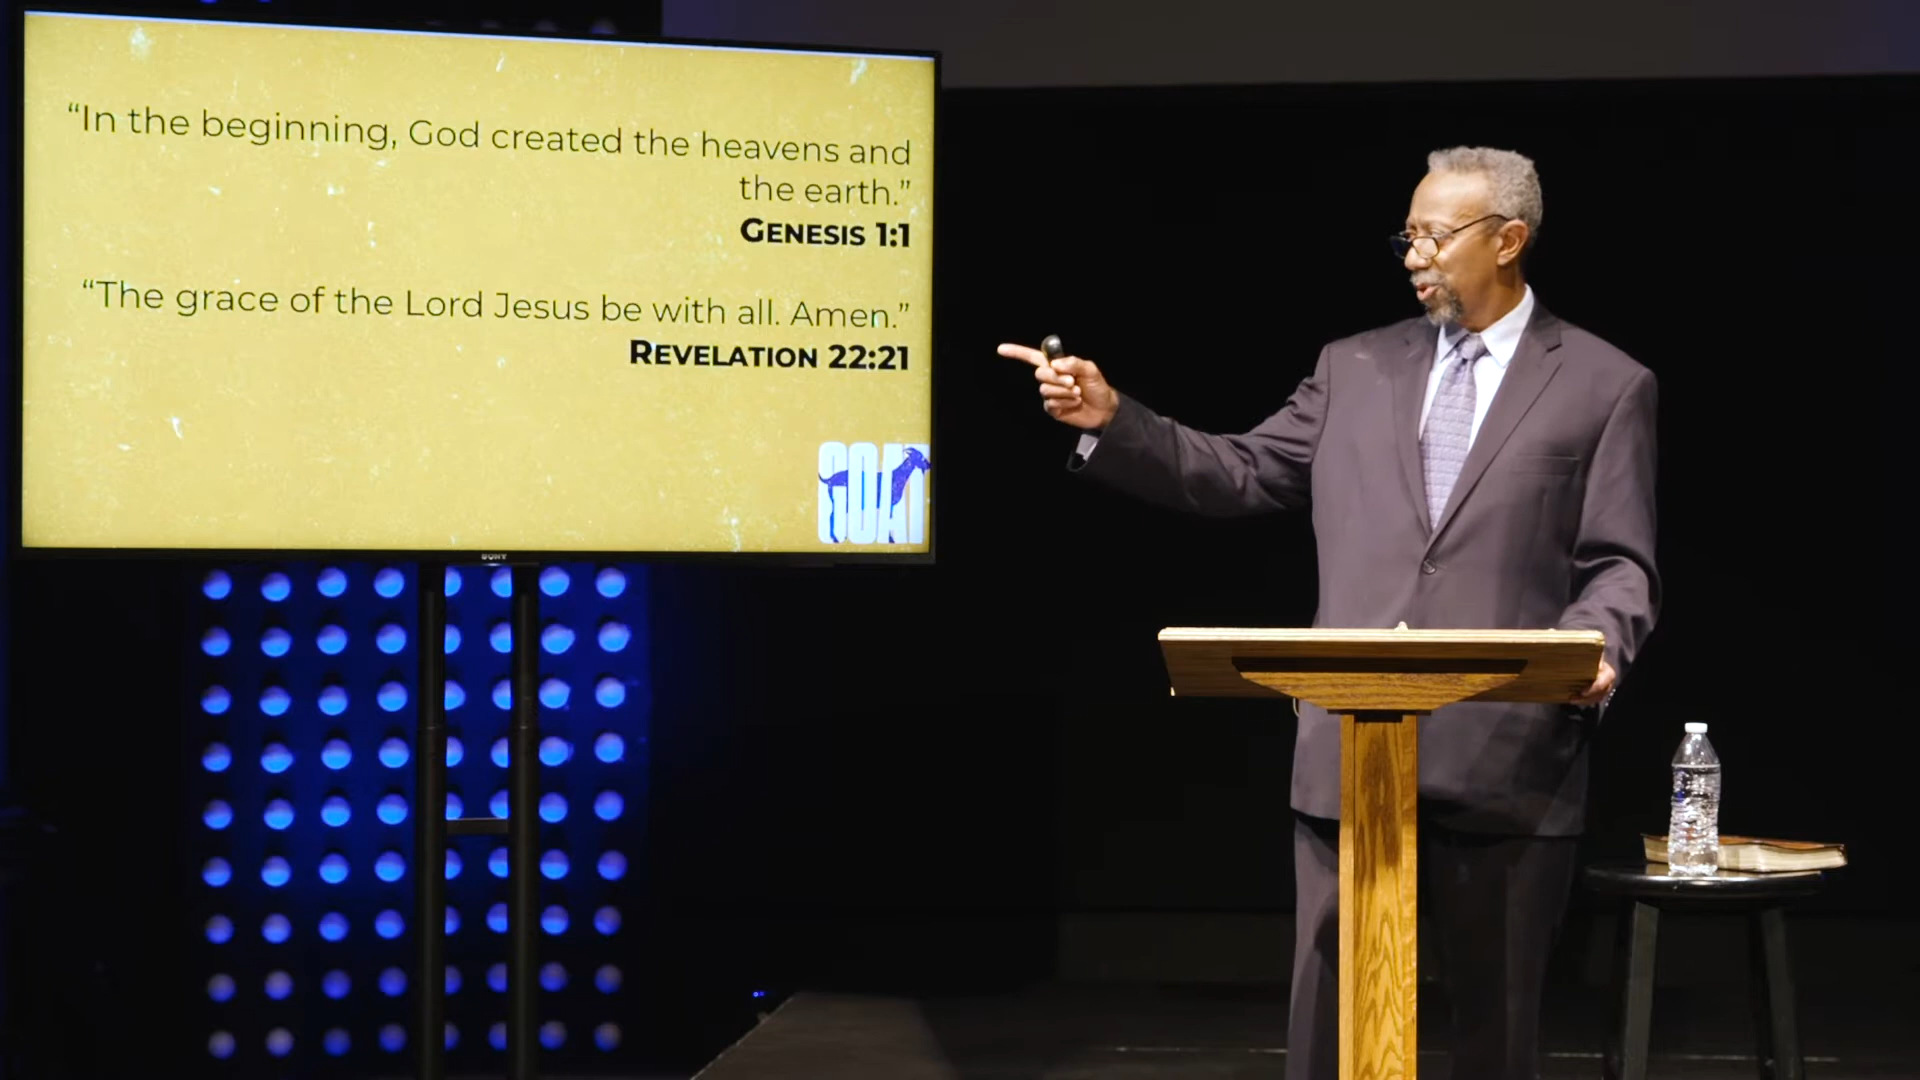 “In the beginning, God created the heavens and
the earth.”
GENESIS 1:1
“The grace of the Lord Jesus be with all. Amen.”
REVELATION 22:21
GOAT
SONY